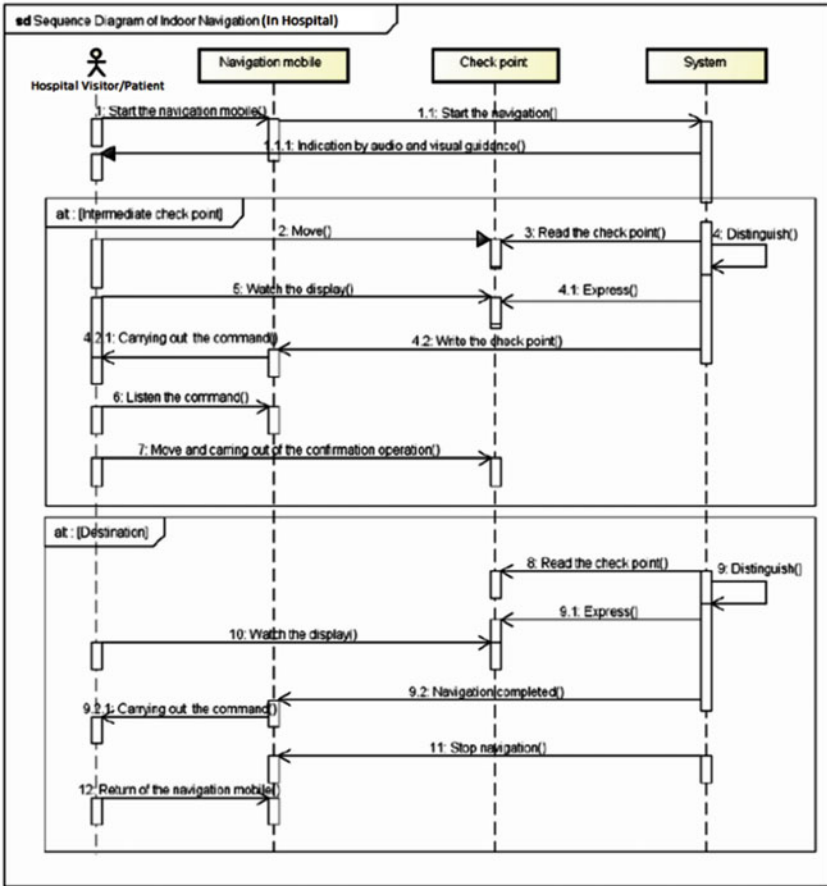 sd Sequence Diagram of Indoor Navigation (In Hospital)
Hospital Visitor/Patient
Navigation mobile
Check point
System
1: Start the navigation mobile()
1.1: Start the navigation()
1.1.1: Indication by audio and visual guidance()
alt : [Intermediate check point]
2: Move()
3: Read the check point()
4: Distinguish()
5: Watch the display()
4.1: Express()
4.2.1: Carrying out the command()
4.2: Write the check point()
6: Listen the command()
7: Move and carring out of the confirmation operation()
alt : [Destination]
8: Read the check point()
9: Distinguish()
9.1: Express()
10: Watch the display()
9.2: Navigation completed()
9.2.1: Carrying out the command()
11: Stop navigation()
12: Return of the navigation mobile()